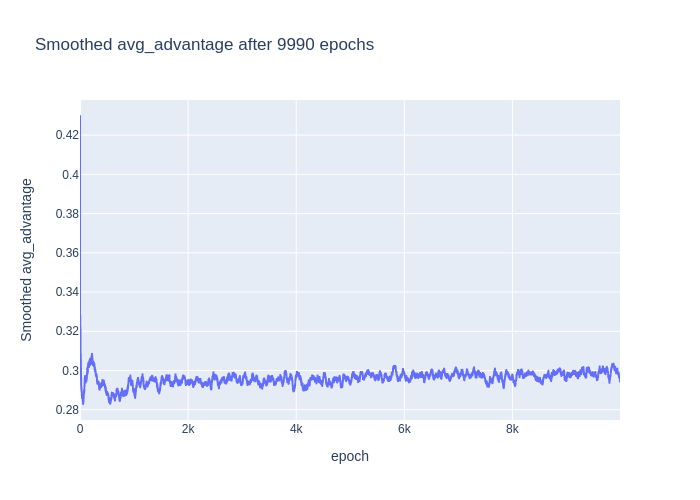 Smoothed avg_advantage after 9990 epochs
0.42
0.4
0.38
0.36
0.34
0.32
0.3
0.28
Smoothed avg_advantage
0
2k
4k
6k
8k
epoch